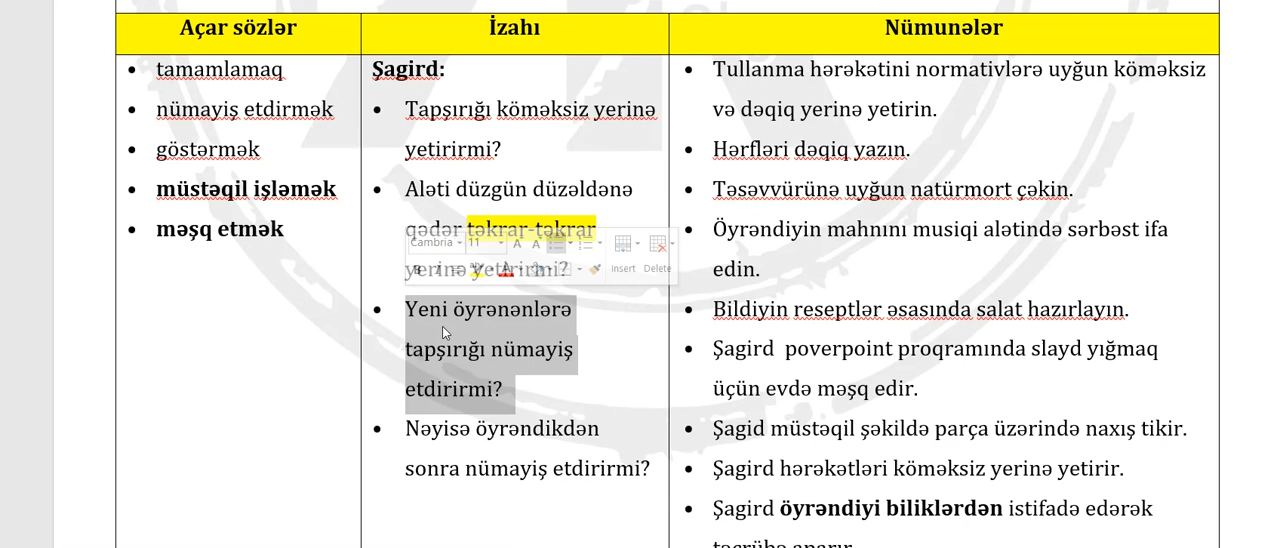 Açar sözlər
İzahı
Nümunələr
• tamamlamaq
• nümayiş etdirmək
• göstərmək
• müstəqil işləmək
• məşq etmək
Şagird:
• Tapşırığı köməksiz yerinə
yetirirmi?
• Aləti düzgün düzəldənə
qədər təkrar-təkrar
yerinə yetirirmi?
Cambria
11
Insert
Delete
• Yeni öyrənənlərə
tapşırığı nümayiş
etdirirmi?
• Nəyisə öyrəndikdən
sonra nümayiş etdirirmi?
• Tullanma hərəkətini normativlərə uyğun köməksiz
və dəqiq yerinə yetirin.
• Hərfləri dəqiq yazın.
• Təsəvvürünə uyğun natürmort çəkin.
• Öyrəndiyin mahnını musiqi alətində sərbəst ifa
edin.
• Bildiyin reseptlər əsasında salat hazırlayın.
• Şagird  poverpoint proqramında slayd yığmaq
üçün evdə məşq edir.
• Şagid müstəqil şəkildə parça üzərində naxış tikir.
• Şagird hərəkətləri köməksiz yerinə yetirir.
• Şagird öyrəndiyi biliklərdən istifadə edərək
təcrübə aparır.